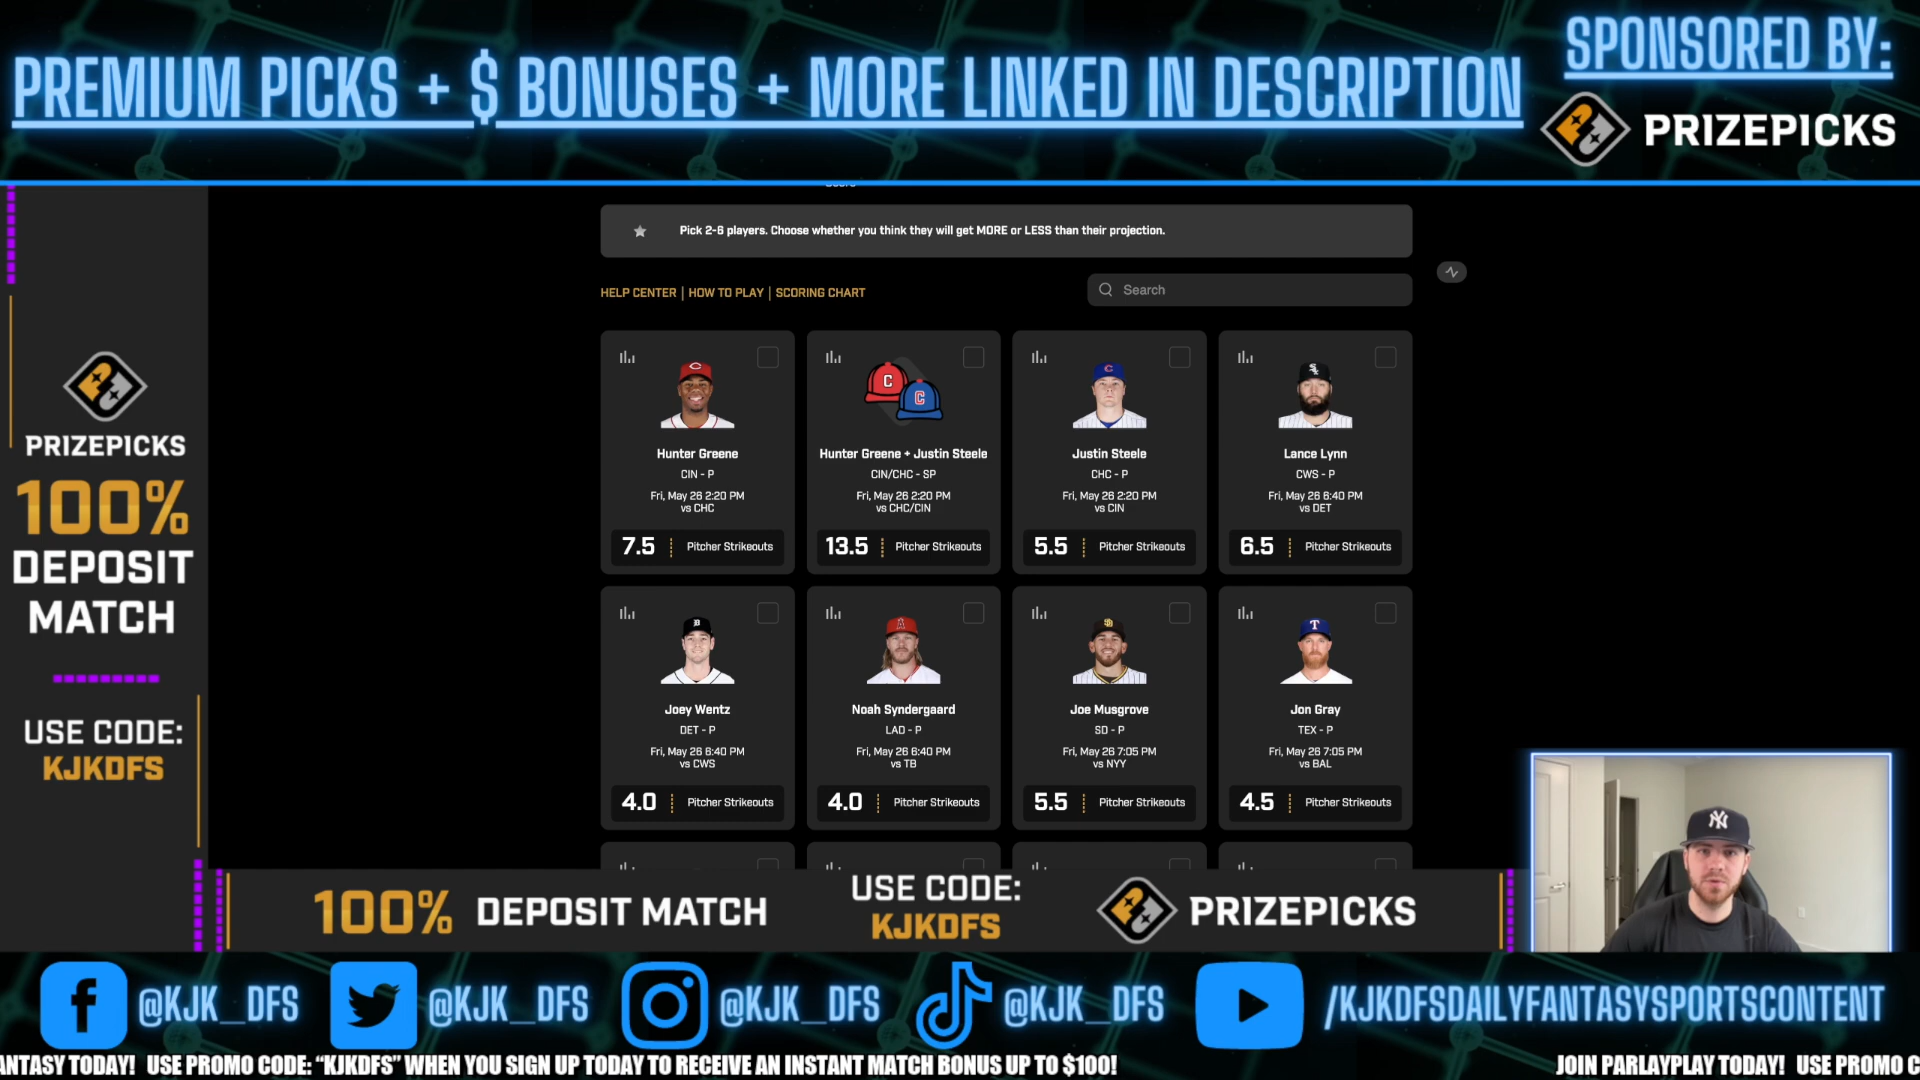 PREMIUM PICKS + $ BONUSES + MORE LINKED IN DESCRIPTION
SPONSORED BY:
PRIZEPICKS
Pick 2-6 players. Choose whether you think they will get MORE or LESS than their projection.
HELP CENTER | HOW TO PLAY | SCORING CHART
Search
PRIZEPICKS
100%
DEPOSIT
MATCH
USE CODE:
KJKDFS
Hunter Greene
CIN - P
Fri, May 26 2:20 PM
vs CHC
7.5 Pitcher Strikeouts
C C
Hunter Greene + Justin Steele
CIN/CHC - SP
Fri, May 26 2:20 PM
vs CHC/CIN
13.5 Pitcher Strikeouts
Justin Steele
CHC - P
Fri, May 26 2:20 PM
vs CIN
5.5 Pitcher Strikeouts
Lance Lynn
CWS - P
Fri, May 26 6:40 PM
vs DET
6.5 Pitcher Strikeouts
Joey Wentz
DET - P
Fri, May 26 6:40 PM
vs CWS
4.0 Pitcher Strikeouts
Noah Syndergaard
LAD - P
Fri, May 26 6:40 PM
vs TB
4.0 Pitcher Strikeouts
Joe Musgrove
SD - P
Fri, May 26 7:05 PM
vs NYY
5.5 Pitcher Strikeouts
Jon Gray
TEX - P
Fri, May 26 7:05 PM
vs BAL
4.5 Pitcher Strikeouts
100% DEPOSIT MATCH
USE CODE:
KJKDFS
PRIZEPICKS
@KJK_DFS
@KJK_DFS
@KJK_DFS
@KJK_DFS
/KJKDFSDAILYFANTASYSPORTSCONTENT
ANTASY TODAY! USE PROMO CODE: "KJKDFS" WHEN YOU SIGN UP TODAY TO RECEIVE AN INSTANT MATCH BONUS UP TO $100!
JOIN PARLAYPLAY TODAY! USE PROMO C